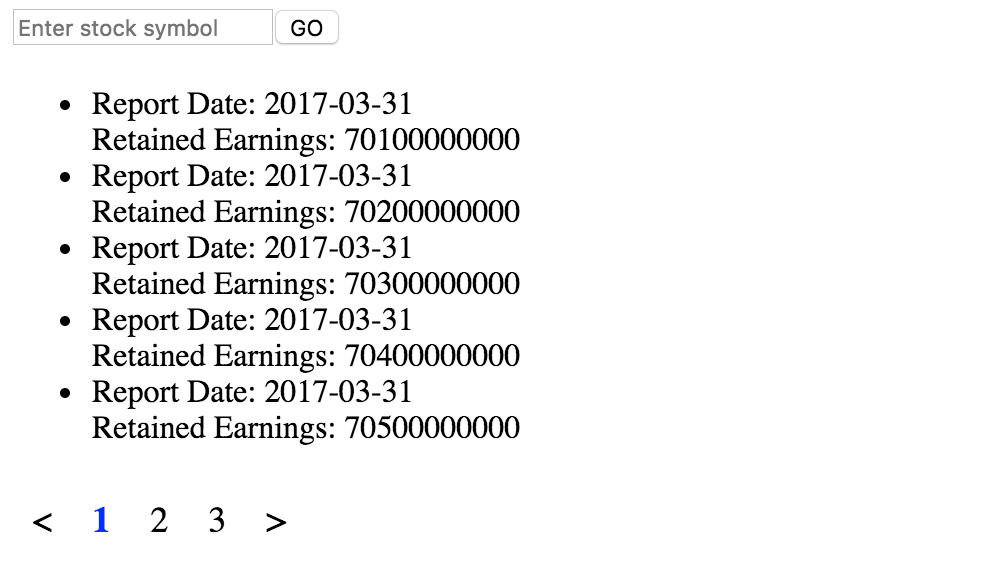 Enter stock symbol GO
• Report Date: 2017-03-31
Retained Earnings: 70100000000
• Report Date: 2017-03-31
Retained Earnings: 70200000000
• Report Date: 2017-03-31
Retained Earnings: 70300000000
• Report Date: 2017-03-31
Retained Earnings: 70400000000
• Report Date: 2017-03-31
Retained Earnings: 70500000000
< 1 2 3 >